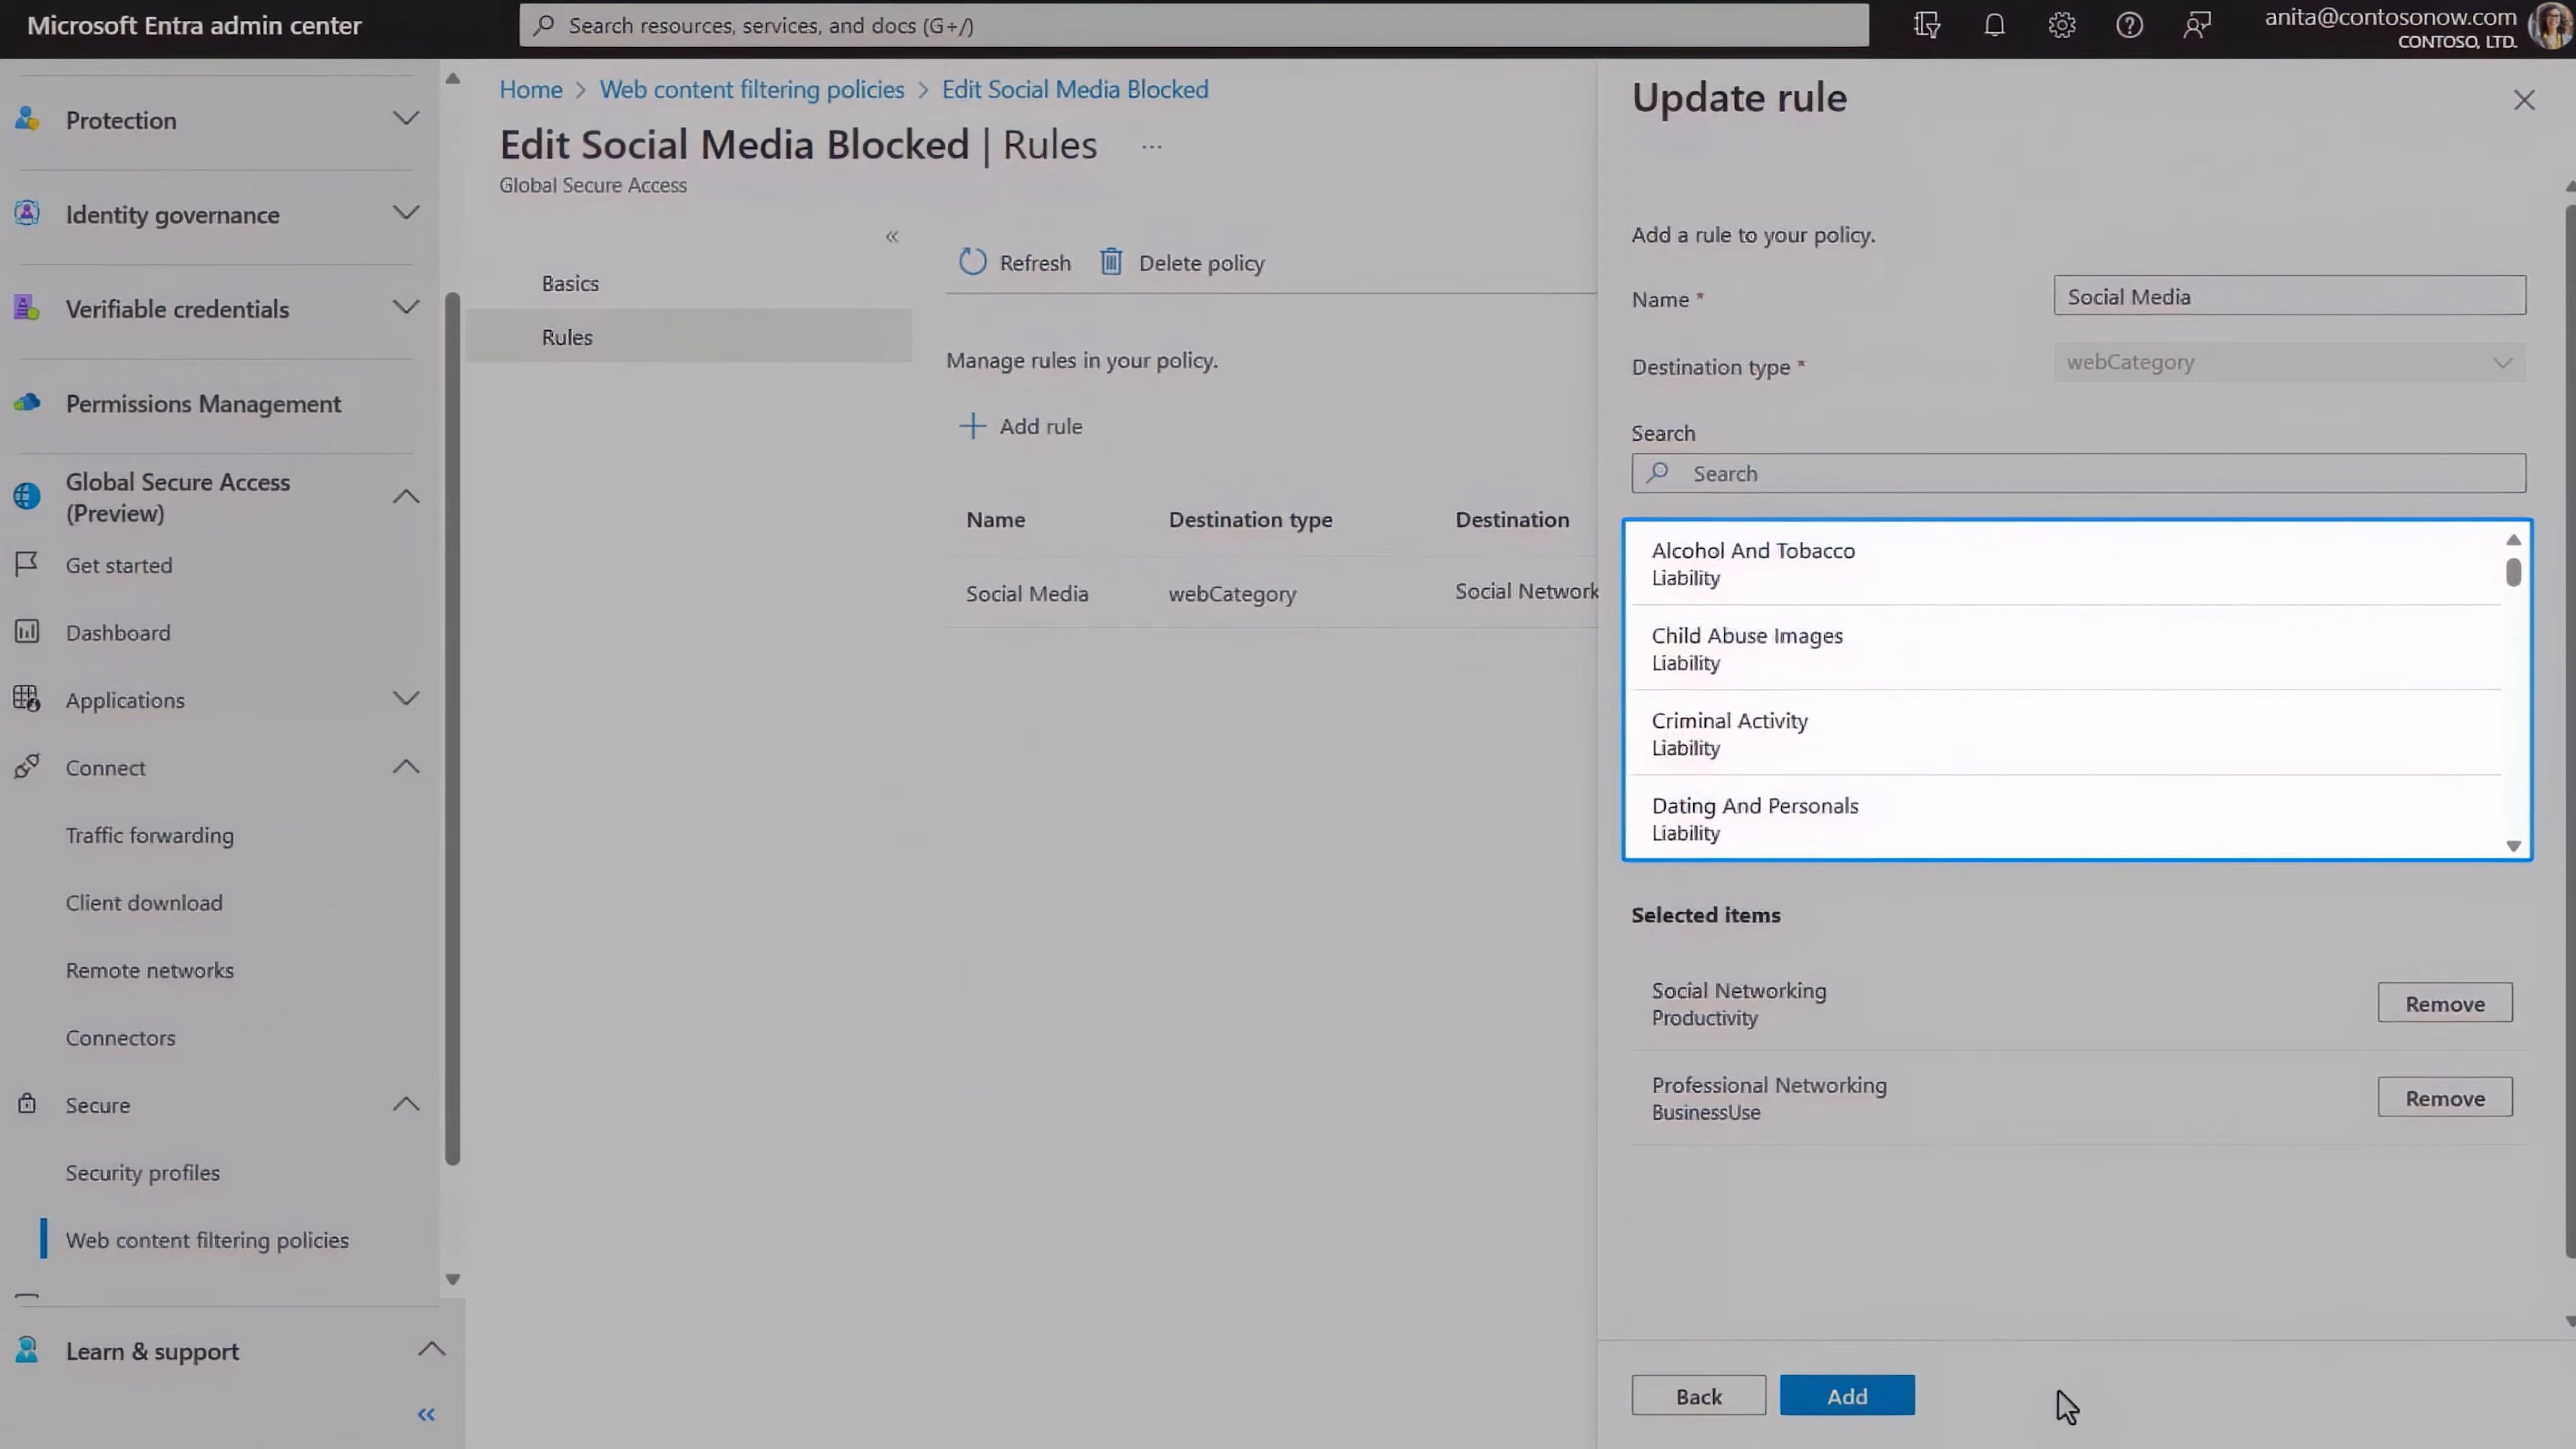 Microsoft Entra admin center
Search resources, services, and docs (G+/)
anita@contosonow.com
CONTOSO, LTD.
Protection
Identity governance
Verifiable credentials
Permissions Management
Global Secure Access
(Preview)
Get started
Dashboard
Applications
Connect
Traffic forwarding
Client download
Remote networks
Connectors
Secure
Security profiles
Web content filtering policies
Learn & support
Home > Web content filtering policies > Edit Social Media Blocked
Edit Social Media Blocked | Rules ...
Global Secure Access
Basics
Rules
Refresh
Delete policy
Manage rules in your policy.
+ Add rule
Name Destination type Destination
Social Media webCategory Social Network
Update rule
Add a rule to your policy.
Name * Social Media
Destination type * webCategory
Search
Search
Alcohol And Tobacco
Liability
Child Abuse Images
Liability
Criminal Activity
Liability
Dating And Personals
Liability
Selected items
Social Networking
Productivity
Remove
Professional Networking
BusinessUse
Remove
Back
Add